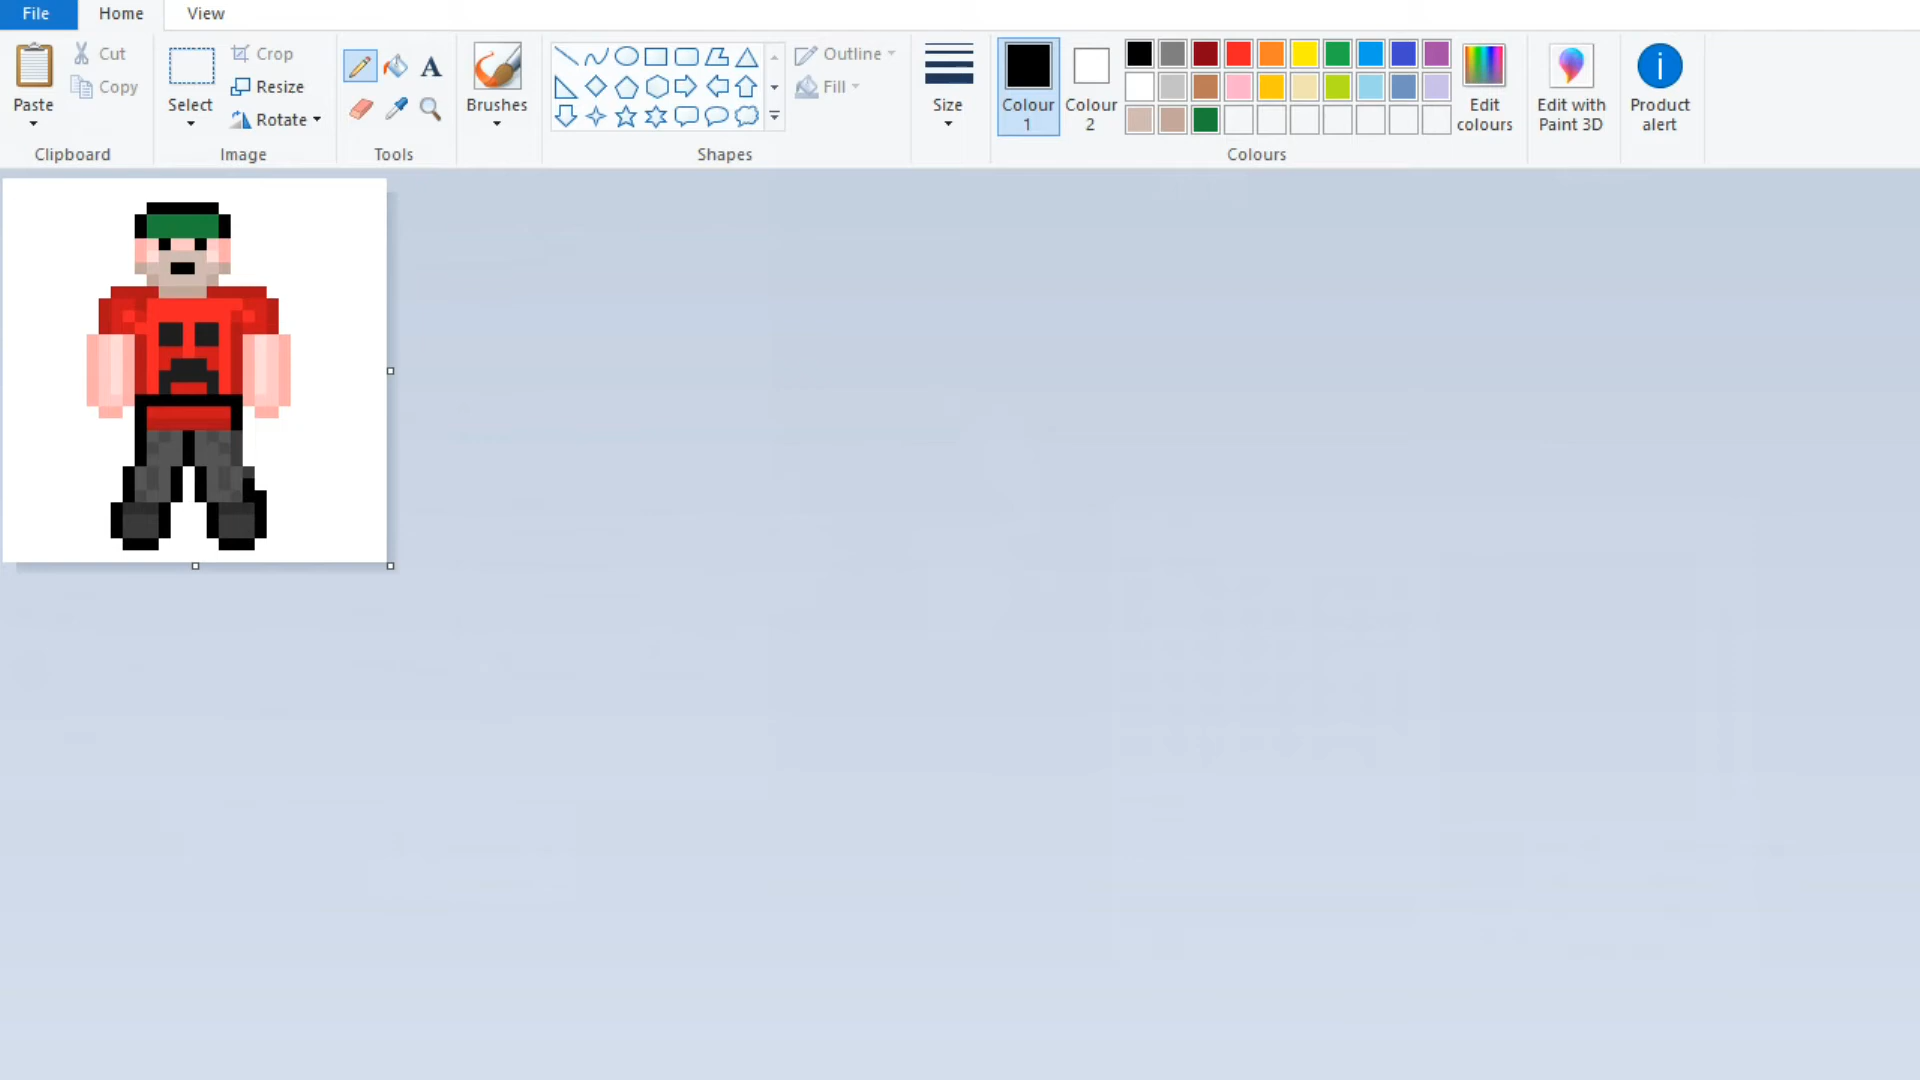 File Home View
Paste
Cut
Copy
Clipboard
Select
Crop
Resize
Rotate
Image
A
Tools
Brushes
Shapes
Outline
Fill
Size
Colour
1
Colour
2
Edit
colours
Colours
Edit with
Paint 3D
Product
alert